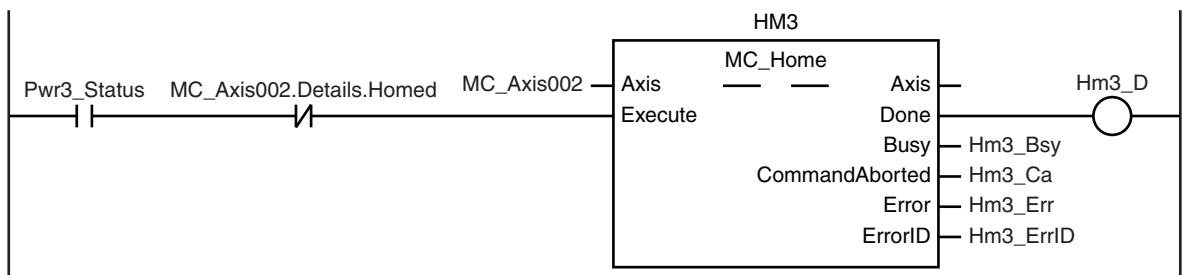 HM3
MC_Home
Pwr3_Status MC_Axis002.Details.Homed MC_Axis002 Axis Axis Hm3_D
Execute Done
Busy Hm3_Bsy
CommandAborted Hm3_Ca
Error Hm3_Err
ErrorID Hm3_ErrID